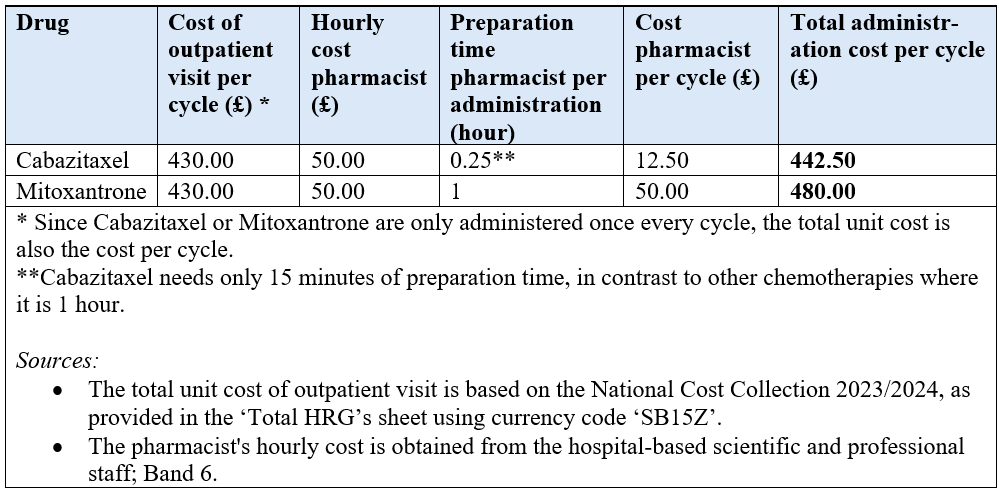 Drug
Cost of
outpatient
visit per
cycle (£) *
Hourly
cost
pharmacist
(£)
Preparation
time
pharmacist per
administration
(hour)
Cost
pharmacist
per cycle (£)
Total administr-
ation cost per cycle
(£)
Cabazitaxel 430.00 50.00 0.25** 12.50 442.50
Mitoxantrone 430.00 50.00 1 50.00 480.00
* Since Cabazitaxel or Mitoxantrone are only administered once every cycle, the total unit cost is
also the cost per cycle.
**Cabazitaxel needs only 15 minutes of preparation time, in contrast to other chemotherapies where
it is 1 hour.
Sources:
• The total unit cost of outpatient visit is based on the National Cost Collection 2023/2024, as
provided in the ‘Total HRG’s sheet using currency code ‘SB15Z’.
• The pharmacist's hourly cost is obtained from the hospital-based scientific and professional
staff; Band 6.